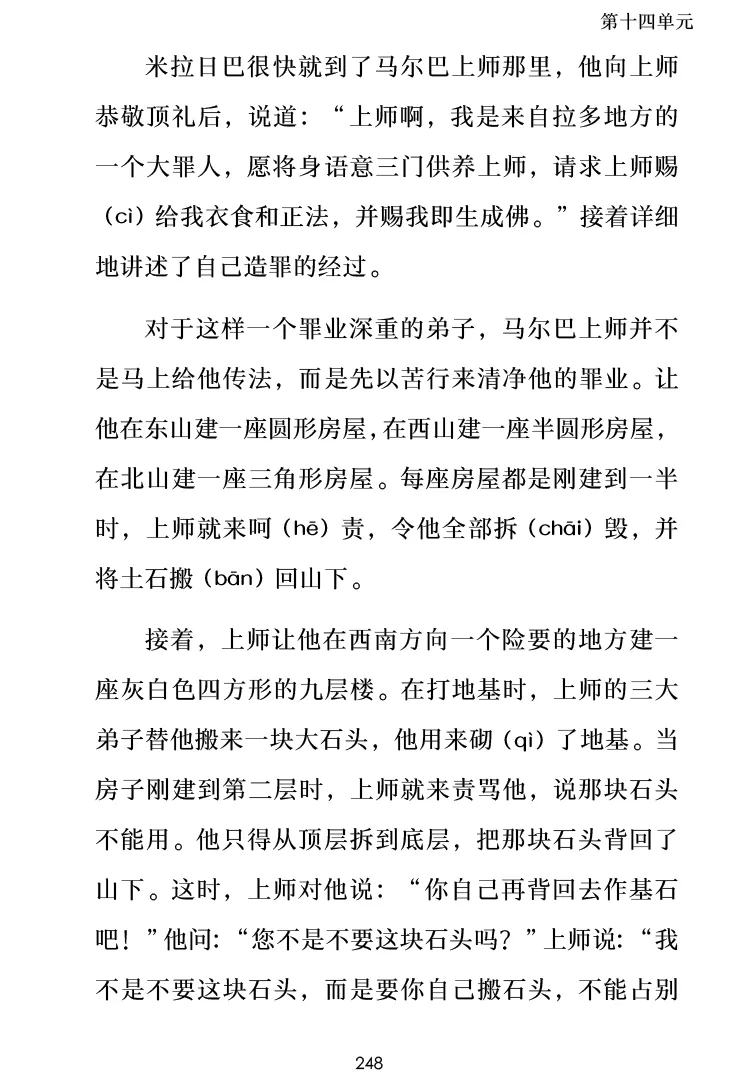 第十四单元
米拉日巴很快就到了马尔巴上师那里，他向上师
恭敬顶礼后，说道：“上师啊，我是来自拉多地方的
一个大罪人，愿将身语意三门供养上师，请求上师赐
（cì）给我衣食和正法，并赐我即生成佛。”接着详细
地讲述了自己造罪的经过。
对于这样一个罪业深重的弟子，马尔巴上师并不
是马上给他传法，而是先以苦行来清净他的罪业。让
他在东山建一座圆形房屋，在西山建一座半圆形房屋，
在北山建一座三角形房屋。每座房屋都是刚建到一半
时，上师就来呵（hē）责，令他全部拆（chāi）毁，并
将土石搬（bān）回山下。
接着，上师让他在西南方向一个险要的地方建一
座灰白色四方形的九层楼。在打地基时，上师的三大
弟子替他搬来一块大石头，他用来砌（qì）了地基。当
房子刚建到第二层时，上师就来责骂他，说那块石头
不能用。他只得从顶层拆到底层，把那块石头背回了
山下。这时，上师对他说：“你自己再背回去作基石
吧！”他问：“您不是不要这块石头吗？”上师说：“我
不是不要这块石头，而是要你自己搬石头，不能占别
248